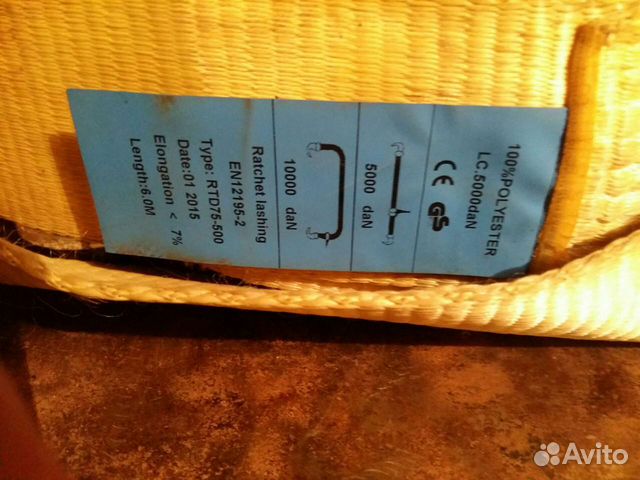 100%POLYESTER
LC.5000daN
CE GS
5000 daN
10000 daN
Ratchet lashing
EN12195-2
Type: RTD75-500
Date:01 2015
Elongation < 7%
Length:6.0M
Avito